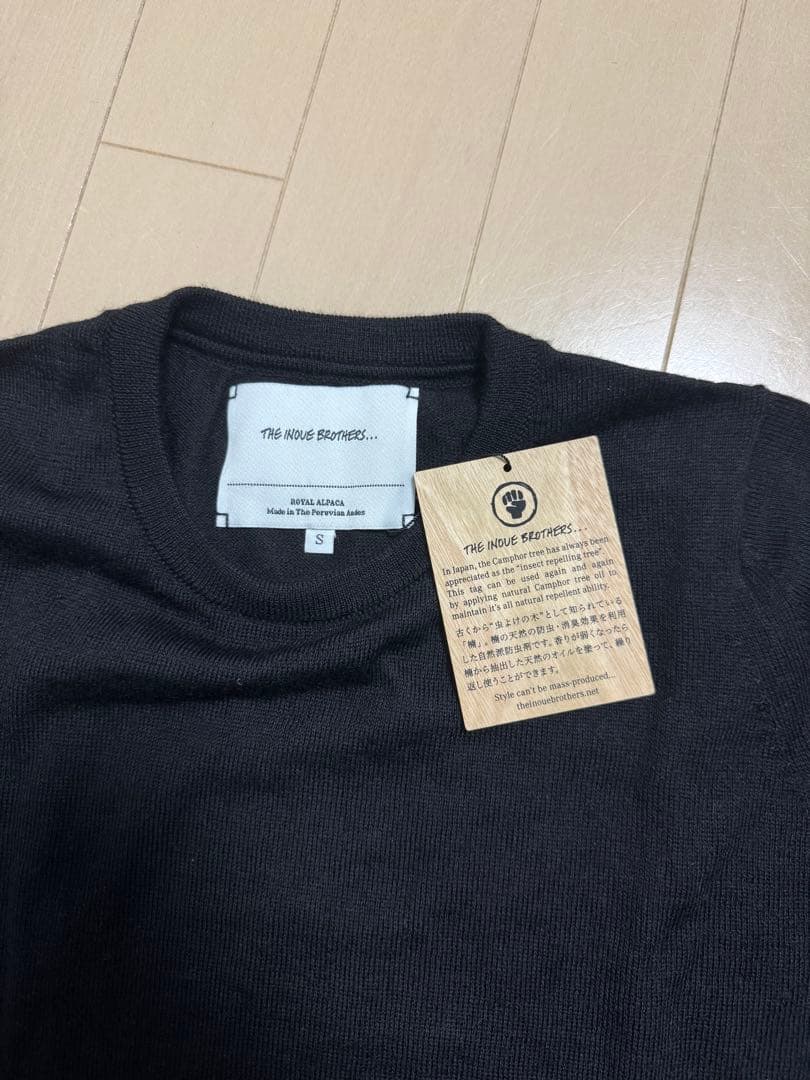 THE INOUE BROTHERS...
ROYAL ALPACA
Made in The Peruvian Andes
S
THE INOUE BROTHERS...
In Japan, the Camphor tree has always been
appreciated as the "insect repelling tree".
This tag can be used again and again
by applying natural Camphor tree oil to
maintain it's all natural repellent ability.
古くから"虫よけの木"として知られている
「楠」。楠の天然の防虫・消臭効果を利用
した自然派防虫剤です。香りが弱くなったら
楠から抽出した天然のオイルを塗って、繰り
返し使うことができます。
Style can't be mass-produced...
theinouebrothers.net